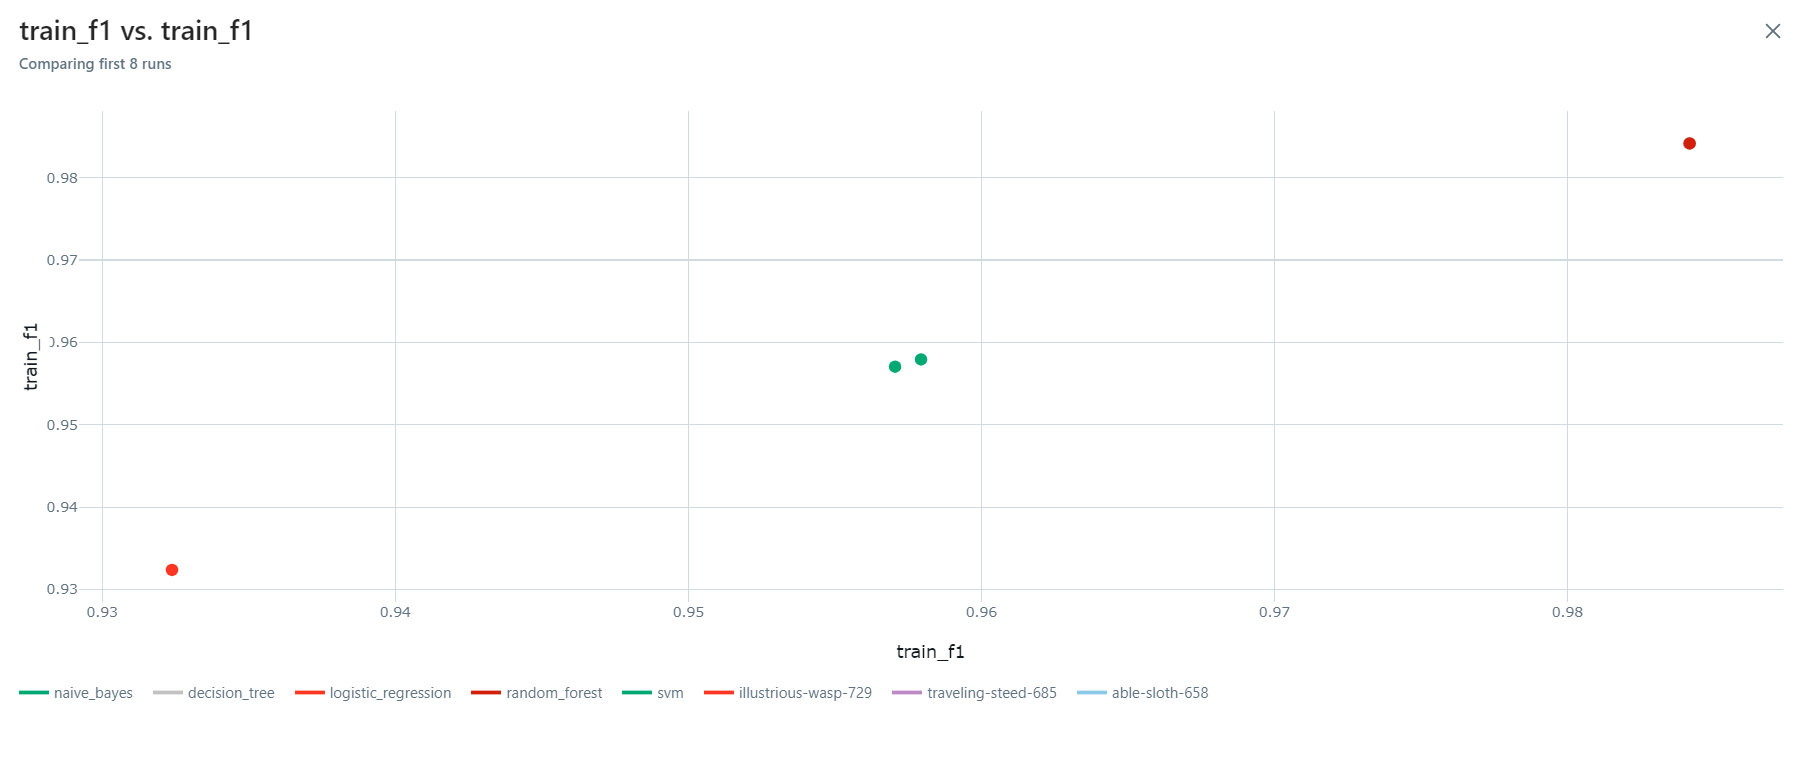 train_f1 vs. train_f1
Comparing first 8 runs
0.98
0.97
0.96
0.95
0.94
0.93
train_f1
0.93 0.94 0.95 0.96 0.97 0.98
train_f1
naive_bayes decision_tree logistic_regression random_forest svm illustrious-wasp-729 traveling-steed-685 able-sloth-658